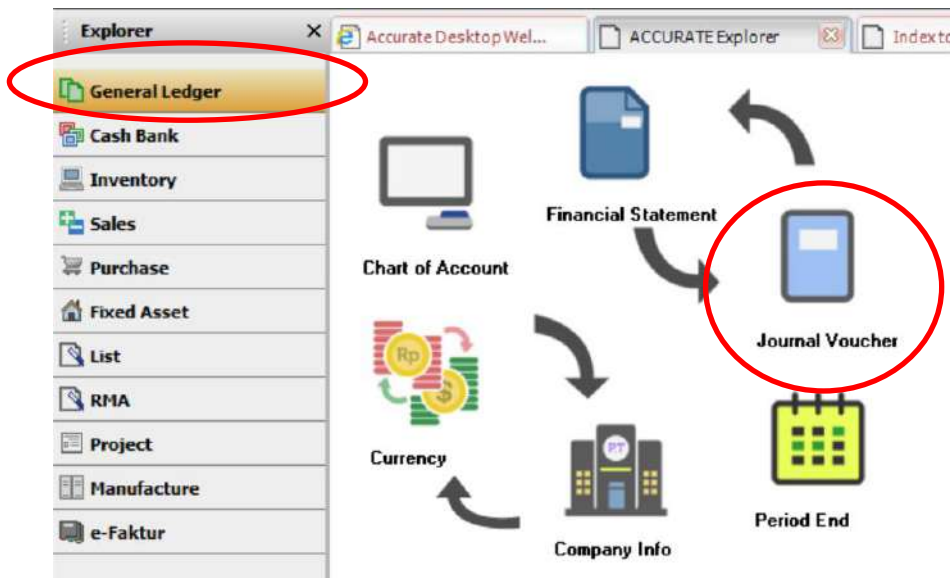 Explorer
Accurate Desktop Wel...
ACCURATE Explorer
Index to
General Ledger
Cash Bank
Inventory
Sales
Purchase
Fixed Asset
List
RMA
Project
Manufacture
e-Faktur
Financial Statement
Chart of Account
Journal Voucher
Rp
$
Currency
PT
Company Info
Period End